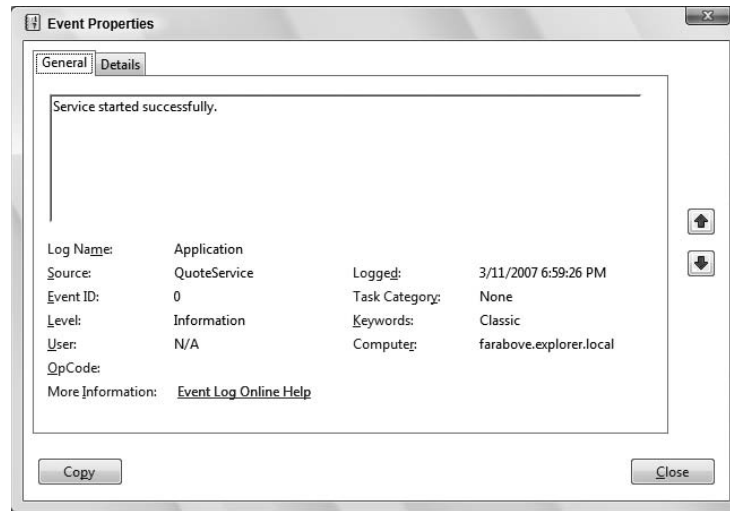 Event Properties
General Details
Service started successfully.
Log Name: Application
Source: QuoteService Logged: 3/11/2007 6:59:26 PM
Event ID: 0 Task Category: None
Level: Information Keywords: Classic
User: N/A Computer: farabove.explorer.local
OpCode:
More Information: Event Log Online Help
Copy Close